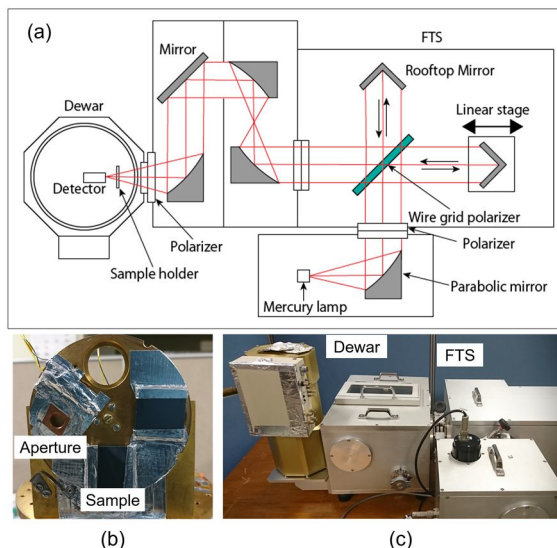 (a)
FTS
Mirror
Rooftop Mirror
Dewar
Linear stage
Detector
Polarizer
Sample holder
Wire grid polarizer
Polarizer
Mercury lamp
Parabolic mirror
Aperture
Sample
Dewar
FTS
(b)
(c)